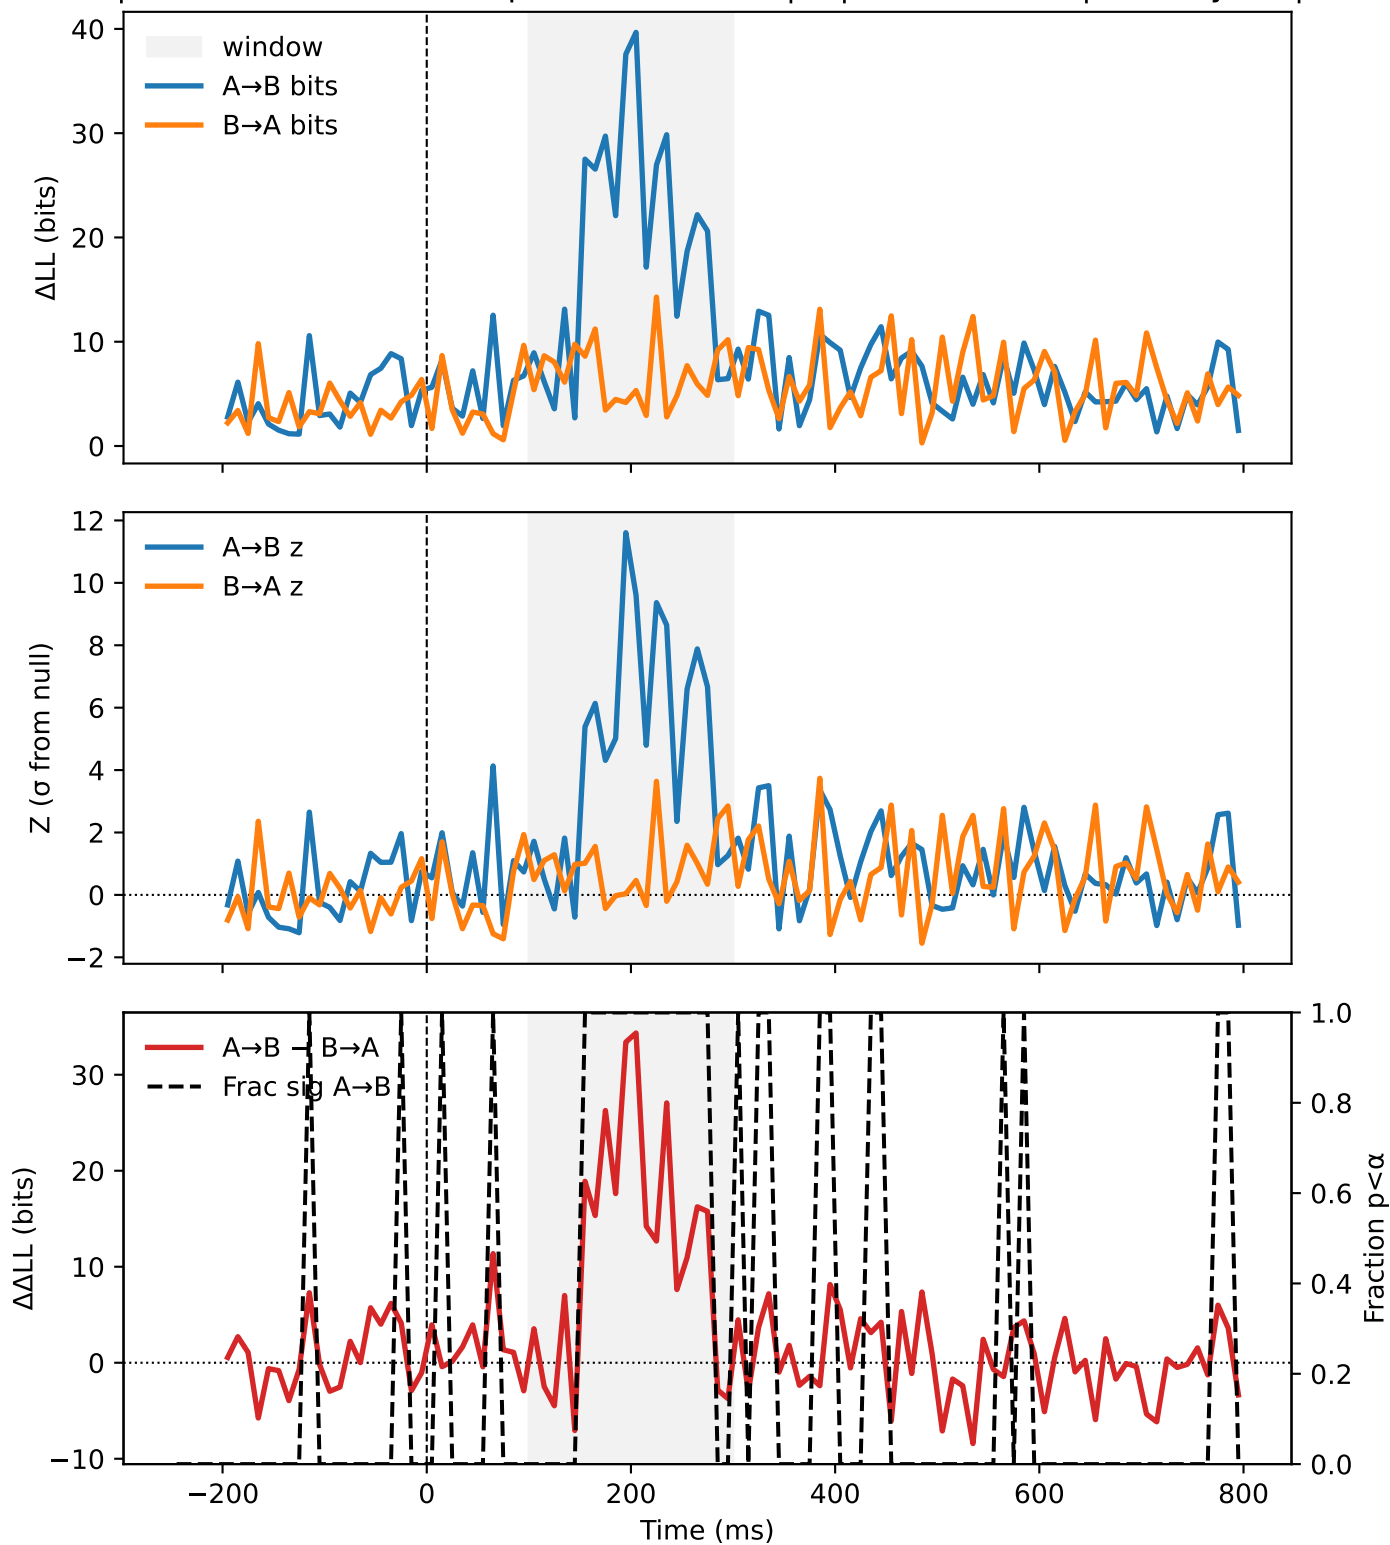 40
30
20
10
0
ΔLL (bits)
window
A→B bits
B→A bits
12
10
8
6
4
2
0
−2
Z (σ from null)
A→B z
B→A z
30
20
10
0
−10
ΔΔLL (bits)
A→B − B→A
Frac sig A→B
1.0
0.8
0.6
0.4
0.2
0.0
Fraction p<α
−200 0 200 400 600 800
Time (ms)